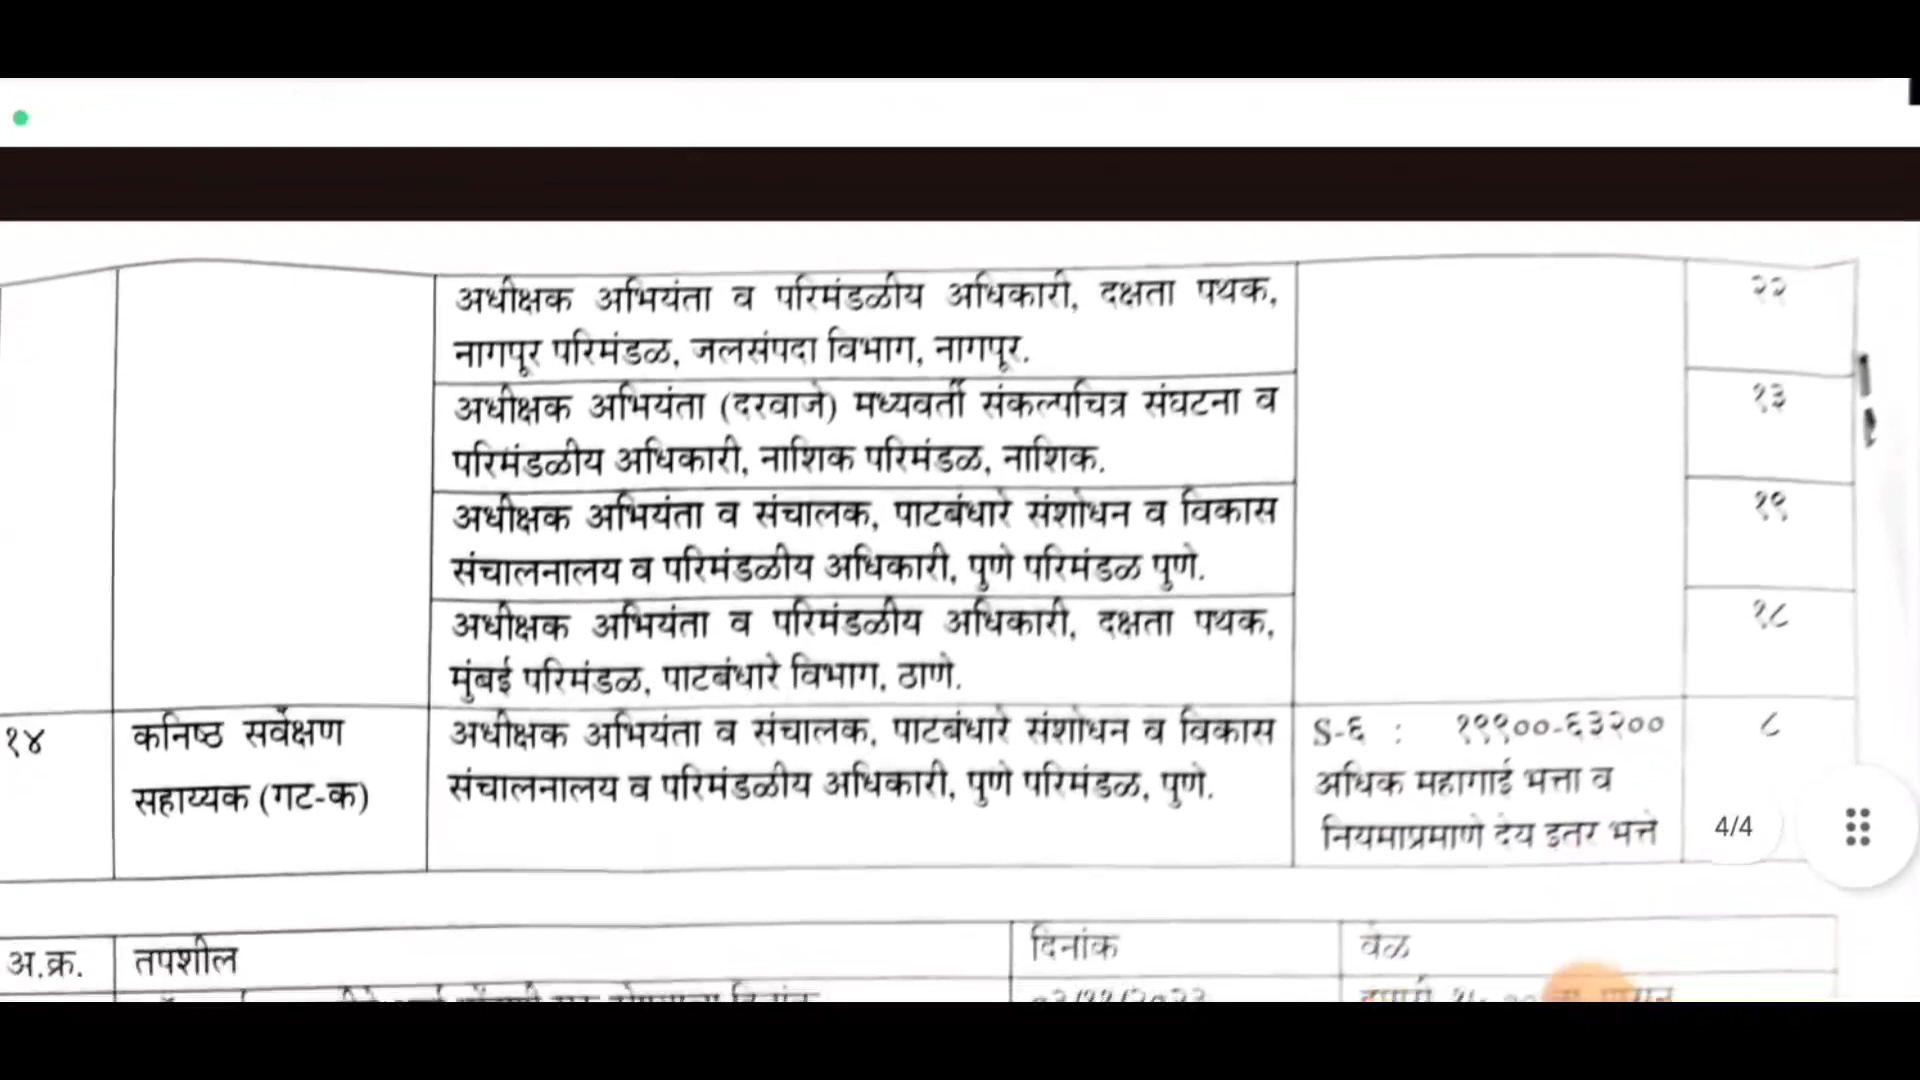 अधीक्षक अभियंता व परिमंडळीय अधिकारी, दक्षता पथक, २२
नागपूर परिमंडळ, जलसंपदा विभाग, नागपूर.
अधीक्षक अभियंता (दरवाजे) मध्यवर्ती संकल्पचित्र संघटना व १३
परिमंडळीय अधिकारी, नाशिक परिमंडळ, नाशिक.
अधीक्षक अभियंता व संचालक, पाटबंधारे संशोधन व विकास १९
संचालनालय व परिमंडळीय अधिकारी, पुणे परिमंडळ पुणे.
अधीक्षक अभियंता व परिमंडळीय अधिकारी, दक्षता पथक, १८
मुंबई परिमंडळ, पाटबंधारे विभाग, ठाणे.
१४ कनिष्ठ सर्वेक्षण अधीक्षक अभियंता व संचालक, पाटबंधारे संशोधन व विकास S-६ : १९९००-६३२०० ८
सहाय्यक (गट-क) संचालनालय व परिमंडळीय अधिकारी, पुणे परिमंडळ, पुणे. अधिक महागाई भत्ता व
नियमाप्रमाणे देय इतर भत्ते 4/4
अ.क्र. तपशील दिनांक वेळ